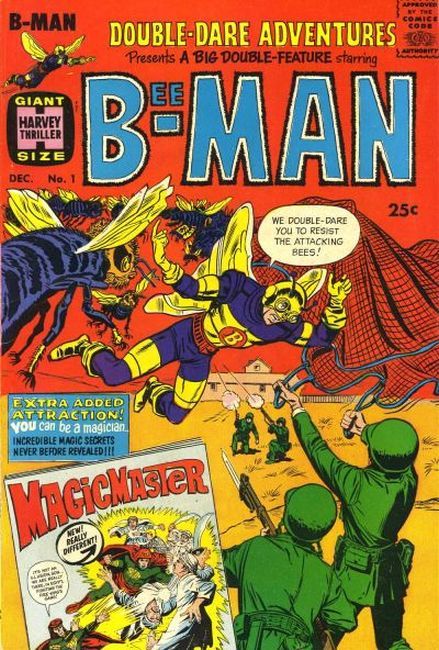 B-MAN
DOUBLE-DARE ADVENTURES
Presents A BIG DOUBLE-FEATURE starring
APPROVED
BY THE
COMICS
CODE
AUTHORITY
GIANT
HARVEY
THRILLER
SIZE
DEC. No. 1
BEE-MAN
25¢
WE DOUBLE-DARE
YOU TO RESIST
THE ATTACKING
BEES!
B
EXTRA ADDED
ATTRACTION!
YOU can be a magician..
INCREDIBLE MAGIC SECRETS
NEVER BEFORE REVEALED!!!
MAGICMASTER
NEW!
REALLY
DIFFERENT!